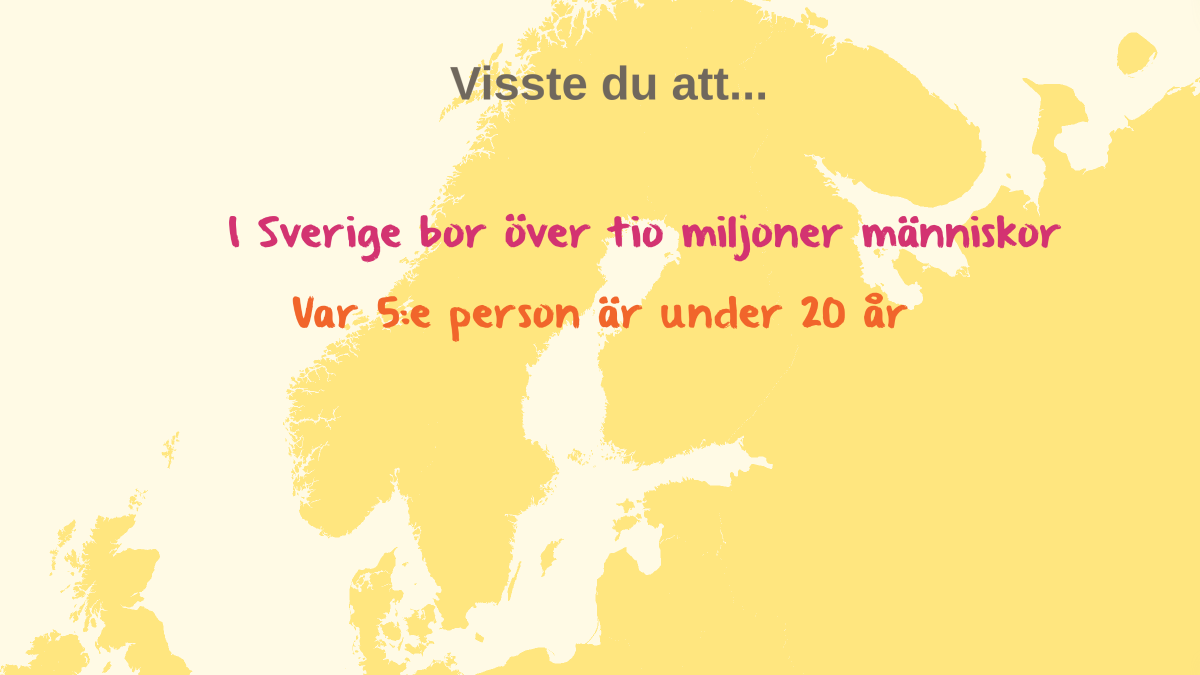 Visste du att...
I Sverige bor över tio miljoner människor
Var 5:e person är under 20 år